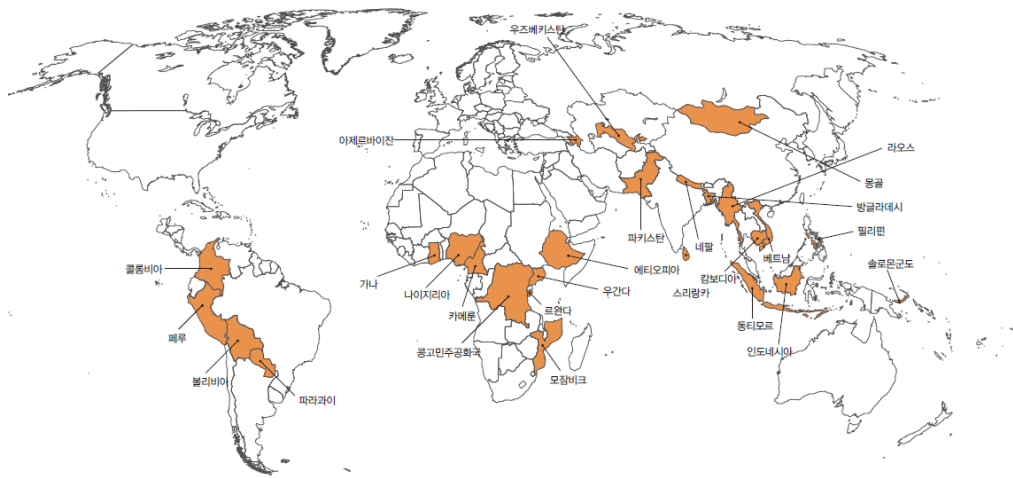 우즈베키스탄
아제르바이잔
라오스
몽골
방글라데시
필리핀
파키스탄
네팔
베트남
솔로몬군도
콜롬비아
에티오피아
캄보디아
가나
나이지리아
우간다
스리랑카
카메룬
르완다
동티모르
페루
콩고민주공화국
인도네시아
볼리비아
모잠비크
파라과이